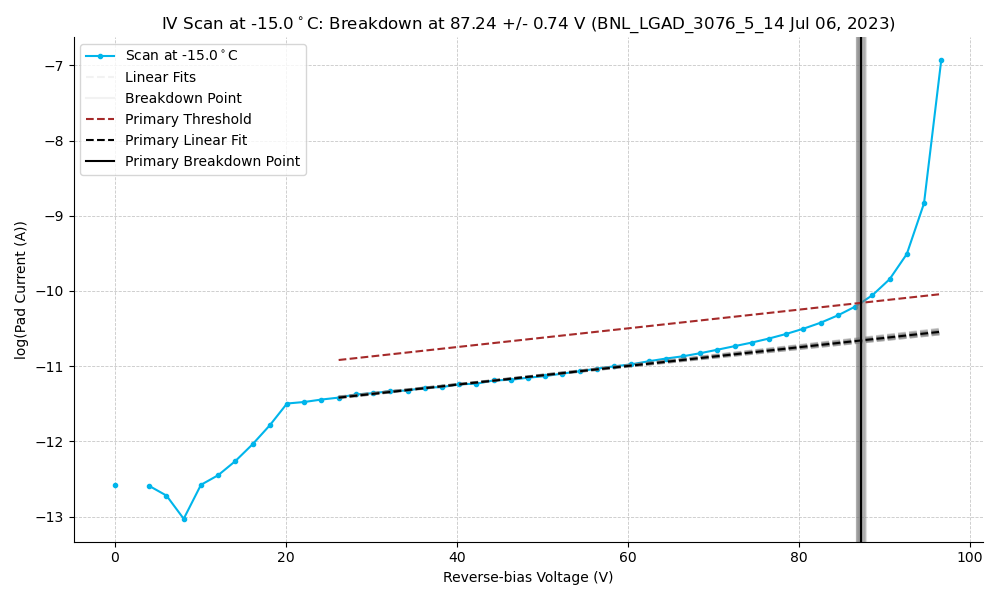 IV Scan at -15.0°C: Breakdown at 87.24 +/- 0.74 V (BNL_LGAD_3076_5_14 Jul 06, 2023)
Scan at -15.0°C
Linear Fits
Breakdown Point
Primary Threshold
Primary Linear Fit
Primary Breakdown Point
log(Pad Current (A))
−7
−8
−9
−10
−11
−12
−13
0 20 40 60 80 100
Reverse-bias Voltage (V)